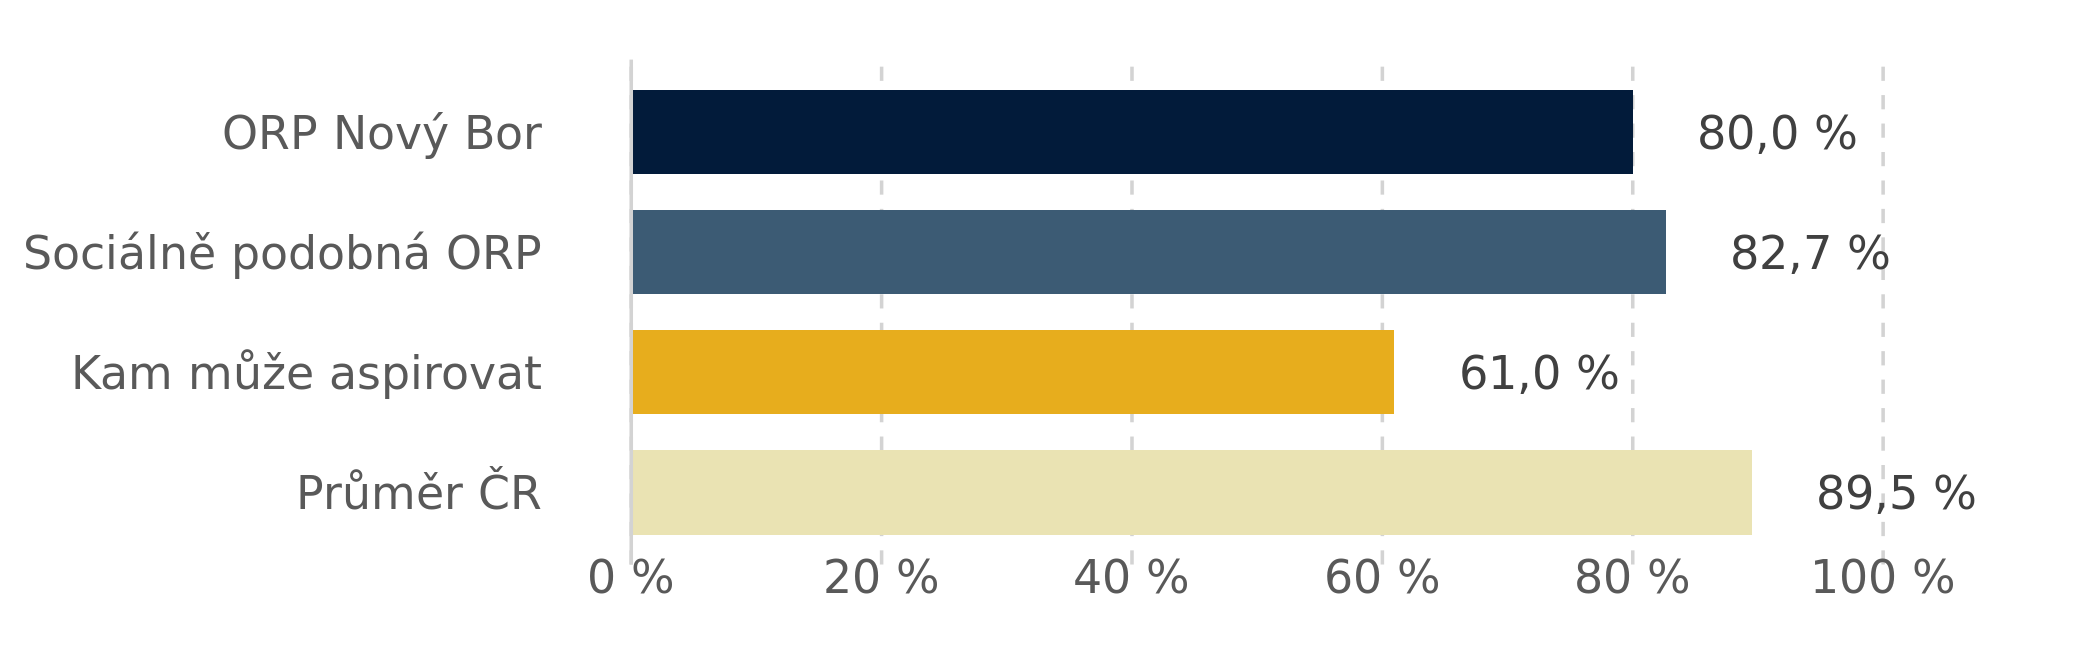 ORP Nový Bor 80,0 %
Sociálně podobná ORP 82,7 %
Kam může aspirovat 61,0 %
Průměr ČR 89,5 %
0 % 20 % 40 % 60 % 80 % 100 %